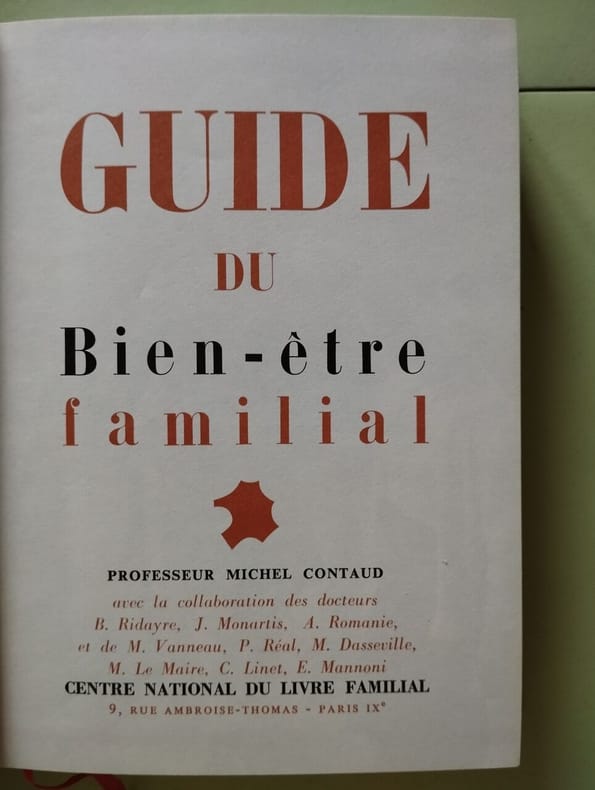 GUIDE
DU
Bien-être
familial
PROFESSEUR MICHEL CONTAUD
avec la collaboration des docteurs
B. Ridayre, J. Monartis, A. Romanie,
et de M. Vanneau, P. Réal, M. Dasseville,
M. Le Maire, C. Linet, E. Mannoni
CENTRE NATIONAL DU LIVRE FAMILIAL
9, RUE AMBROISE-THOMAS - PARIS IXᵉ